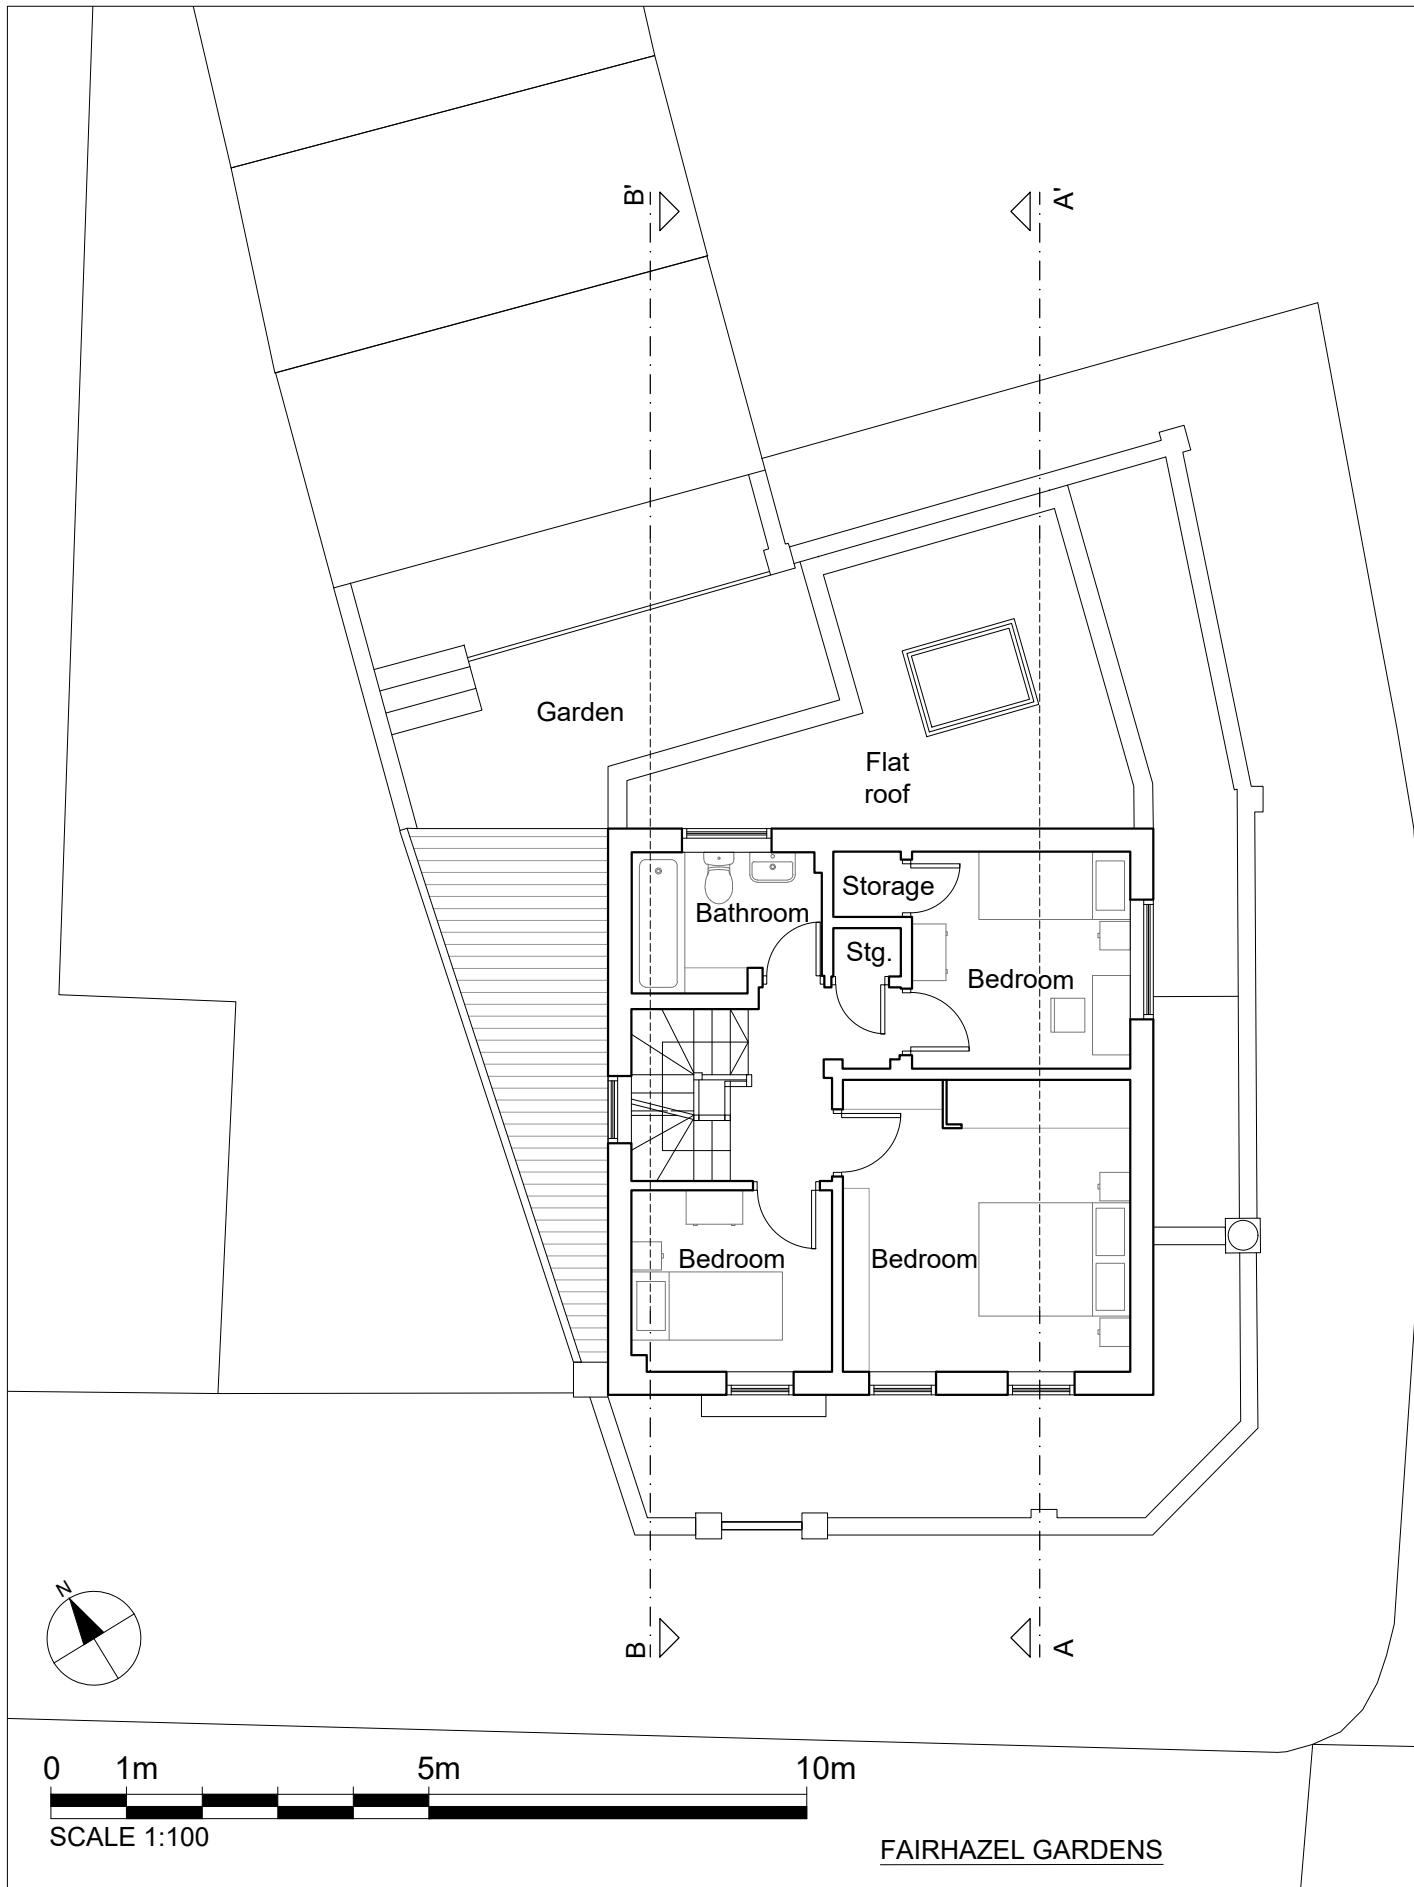 B'
A'
Garden
Flat
roof
Storage
Bathroom
Stg.
Bedroom
Bedroom
Bedroom
N
B
A
0 1m 5m 10m
SCALE 1:100
FAIRHAZEL GARDENS